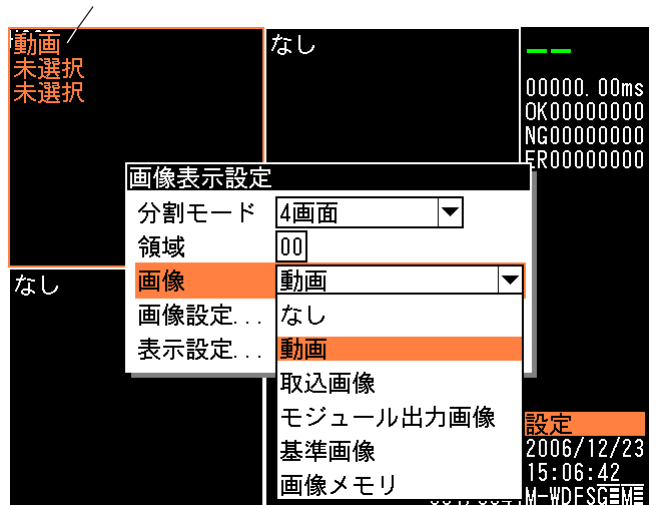 動画
未選択
未選択
なし
00000.00ms
OK00000000
NG00000000
ER00000000
画像表示設定
分割モード 4画面
領域 00
画像 動画
画像設定...
表示設定...
なし
動画
取込画像
モジュール出力画像
基準画像
画像メモリ
なし
設定
2006/12/23
15:06:42